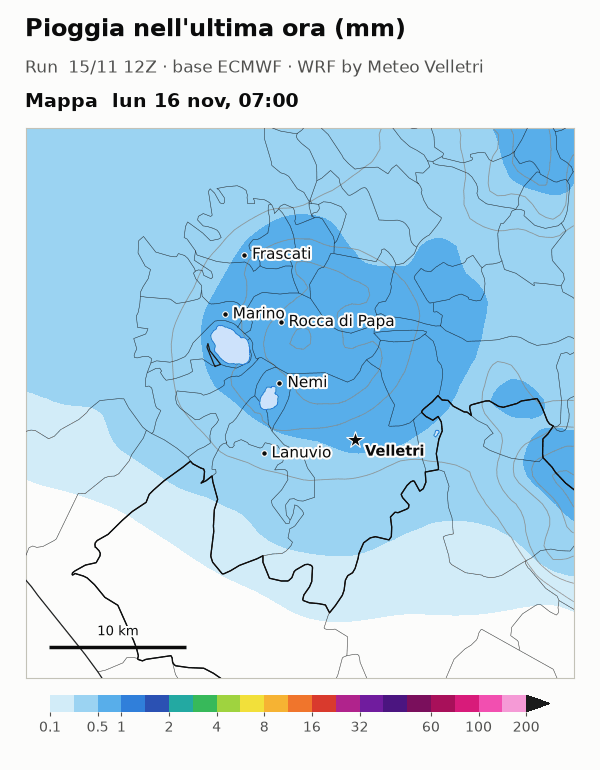 Pioggia nell'ultima ora (mm)
Run  15/11 12Z · base ECMWF · WRF by Meteo Velletri
Mappa  lun 16 nov, 07:00
Frascati
Marino
Rocca di Papa
Nemi
Velletri
Lanuvio
10 km
0.1 0.5 1 2 4 8 16 32 60 100 200